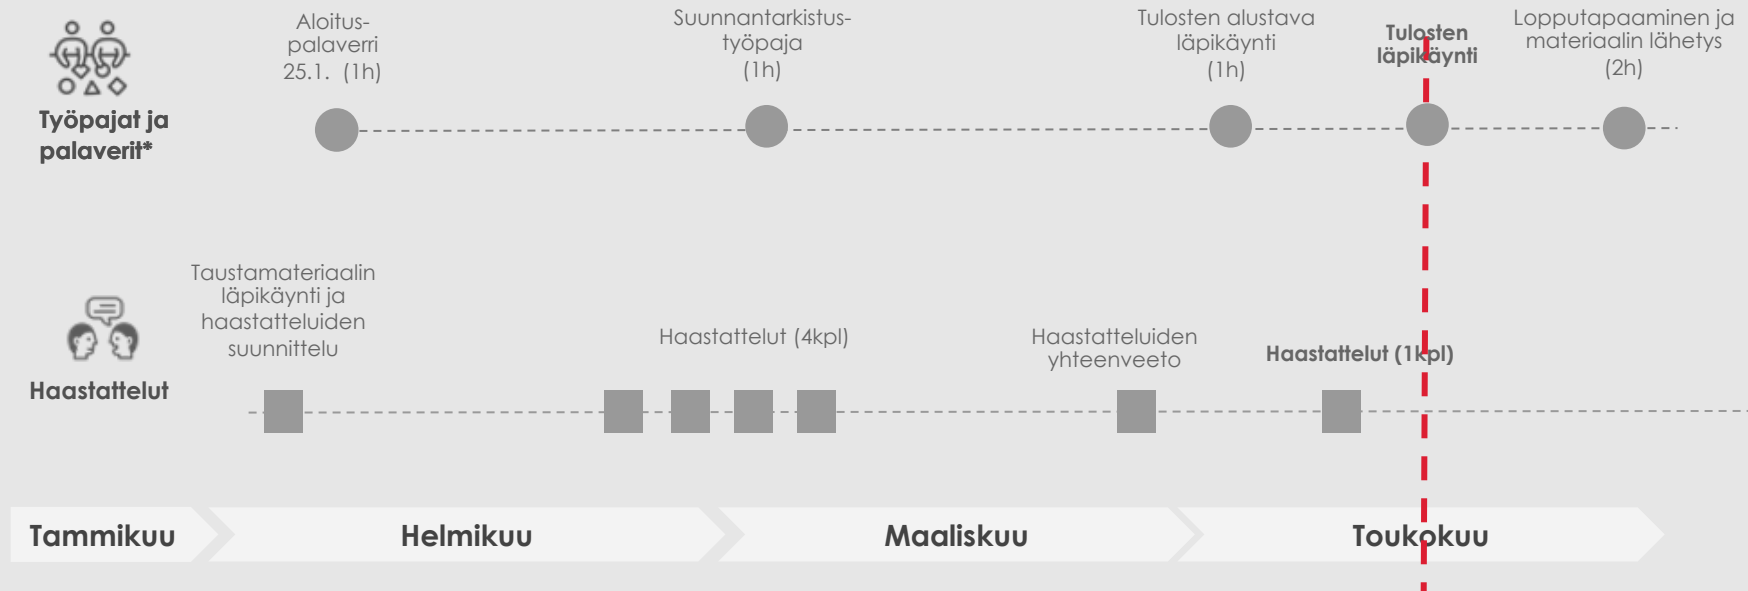 Aloitus-
palaverri
25.1. (1h)
Suunnantarkistus-
työpaja
(1h)
Tulosten alustava
läpikäynti
(1h)
Tulosten
läpikäynti
Lopputapaaminen ja
materiaalin lähetys
(2h)
Työpajat ja
palaverit*
Taustamateriaalin
läpikäynti ja
haastatteluiden
suunnittelu
Haastattelut (4kpl)
Haastatteluiden
yhteenveeto
Haastattelut (1kpl)
Haastattelut
Tammikuu
Helmikuu
Maaliskuu
Toukokuu